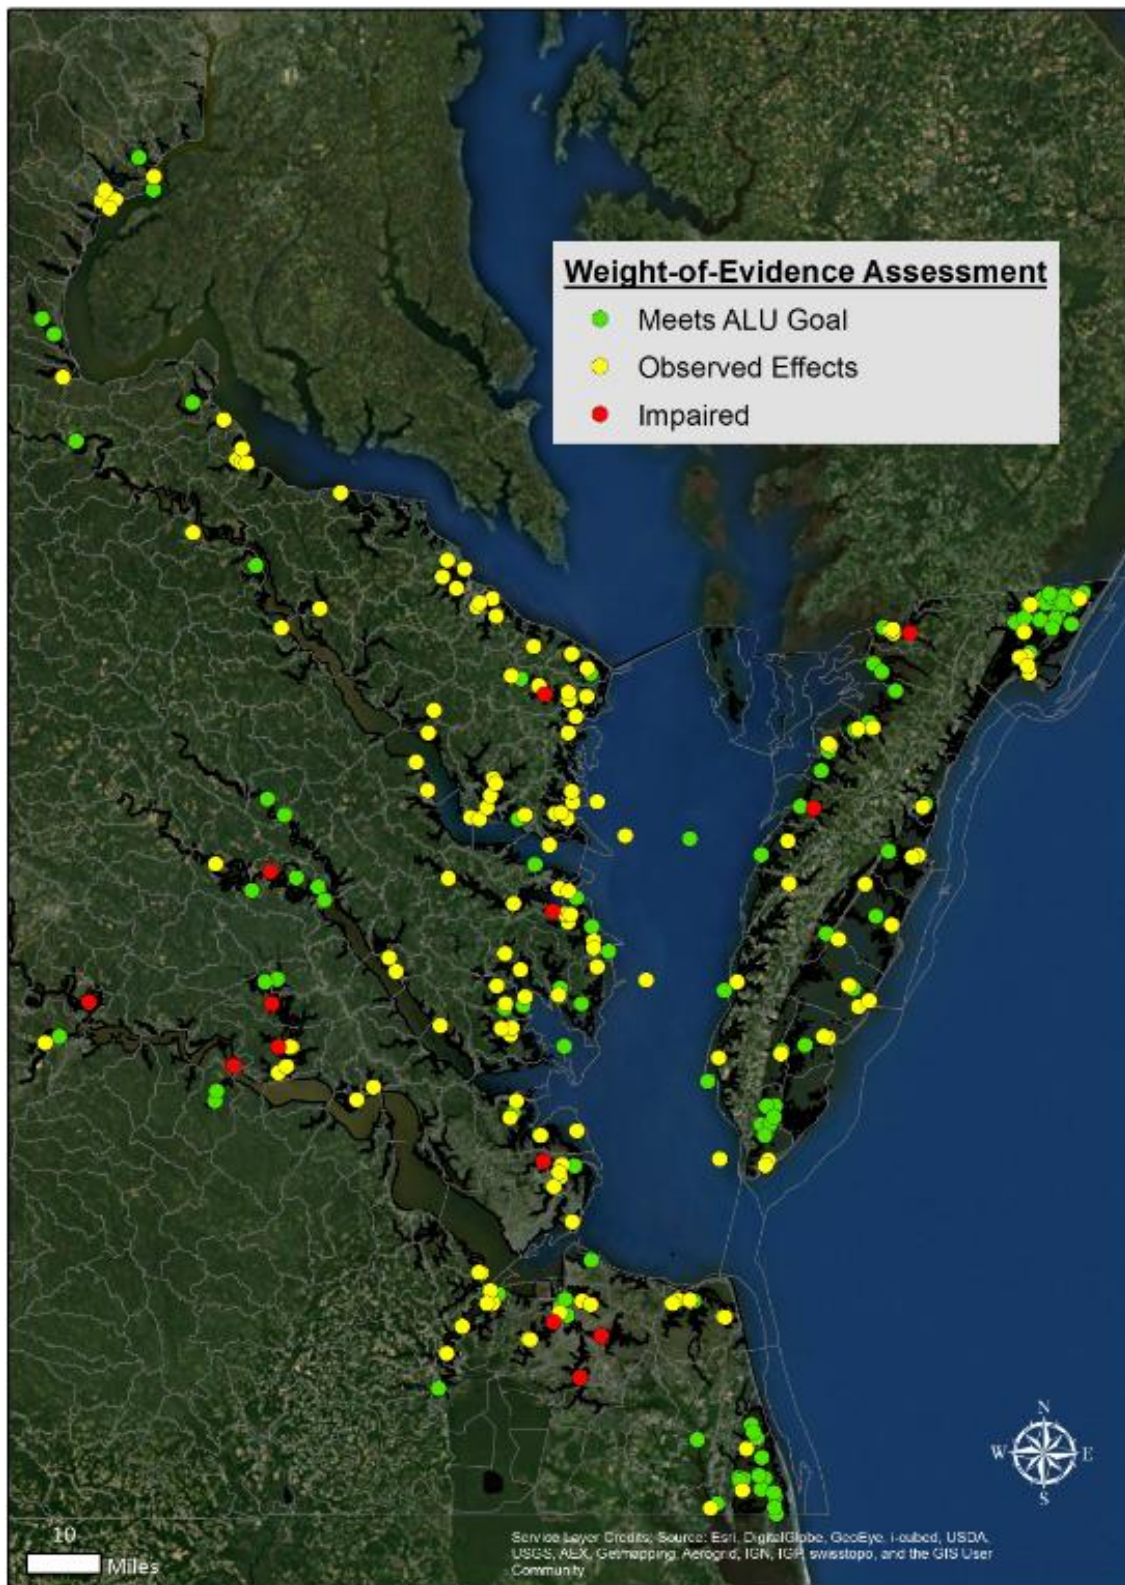 Weight-of-Evidence Assessment
Meets ALU Goal
Observed Effects
Impaired
N
W E
S
10
Miles
Service Layer Credits: Source: Esri, DigitalGlobe, GeoEye, i-cubed, USDA,
USGS, AEX, Getmapping, Aerogrid, IGN, IGP, swisstopo, and the GIS User
Community